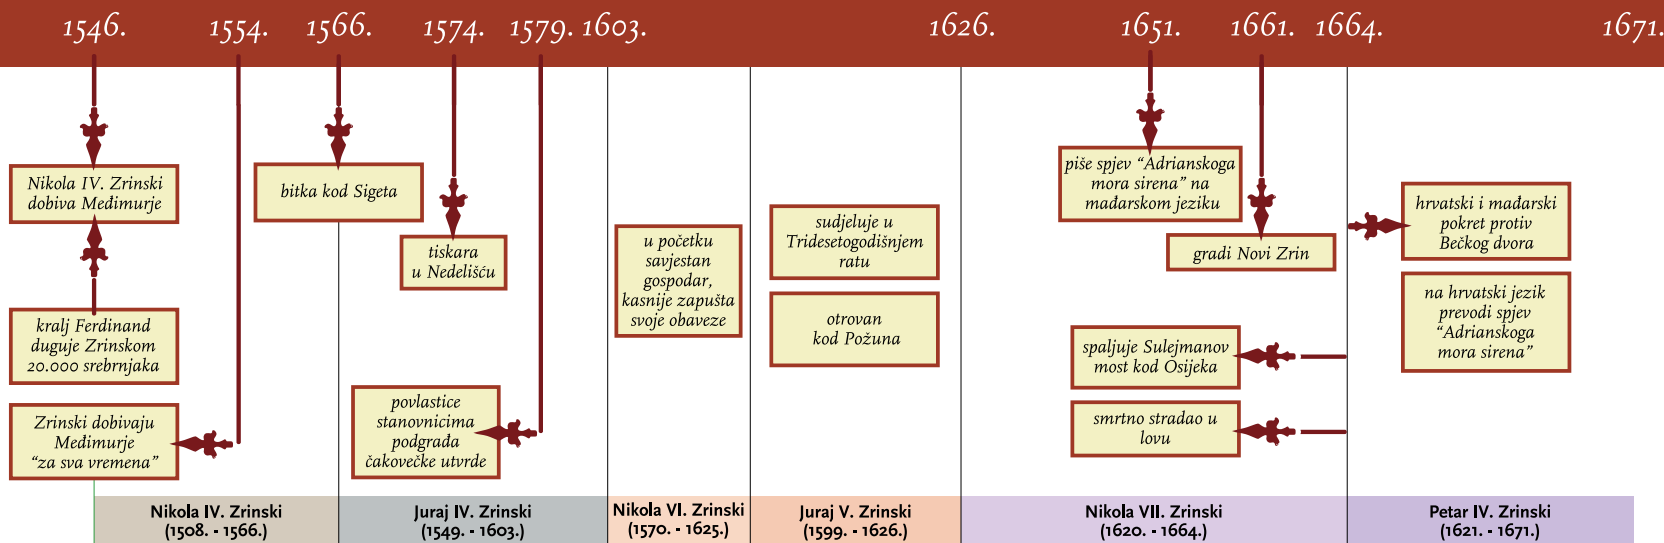 1546. 1554. 1566. 1574. 1579. 1603. 1626. 1651. 1661. 1664. 1671.
Nikola IV. Zrinski
dobiva Međimurje
kralj Ferdinand
duguje Zrinskom
20.000 srebrnjaka
Zrinski dobivaju
Međimurje
“za sva vremena”
bitka kod Sigeta
tiskara
u Nedelišću
povlastice
stanovnicima
podgrađa
čakovečke utvrde
u početku
savjestan
gospodar,
kasnije zapušta
svoje obaveze
sudjeluje u
Tridesetogodišnjem
ratu
otrovan
kod Požuna
piše spjev “Adrianskoga
mora sirena” na
mađarskom jeziku
gradi Novi Zrin
spaljuje Sulejmanov
most kod Osijeka
smrtno stradao u
lovu
hrvatski i mađarski
pokret protiv
Bečkog dvora
na hrvatski jezik
prevodi spjev
“Adrianskoga
mora sirena”
Nikola IV. Zrinski
(1508. - 1566.)
Juraj IV. Zrinski
(1549. - 1603.)
Nikola VI. Zrinski
(1570. - 1625.)
Juraj V. Zrinski
(1599. - 1626.)
Nikola VII. Zrinski
(1620. - 1664.)
Petar IV. Zrinski
(1621. - 1671.)